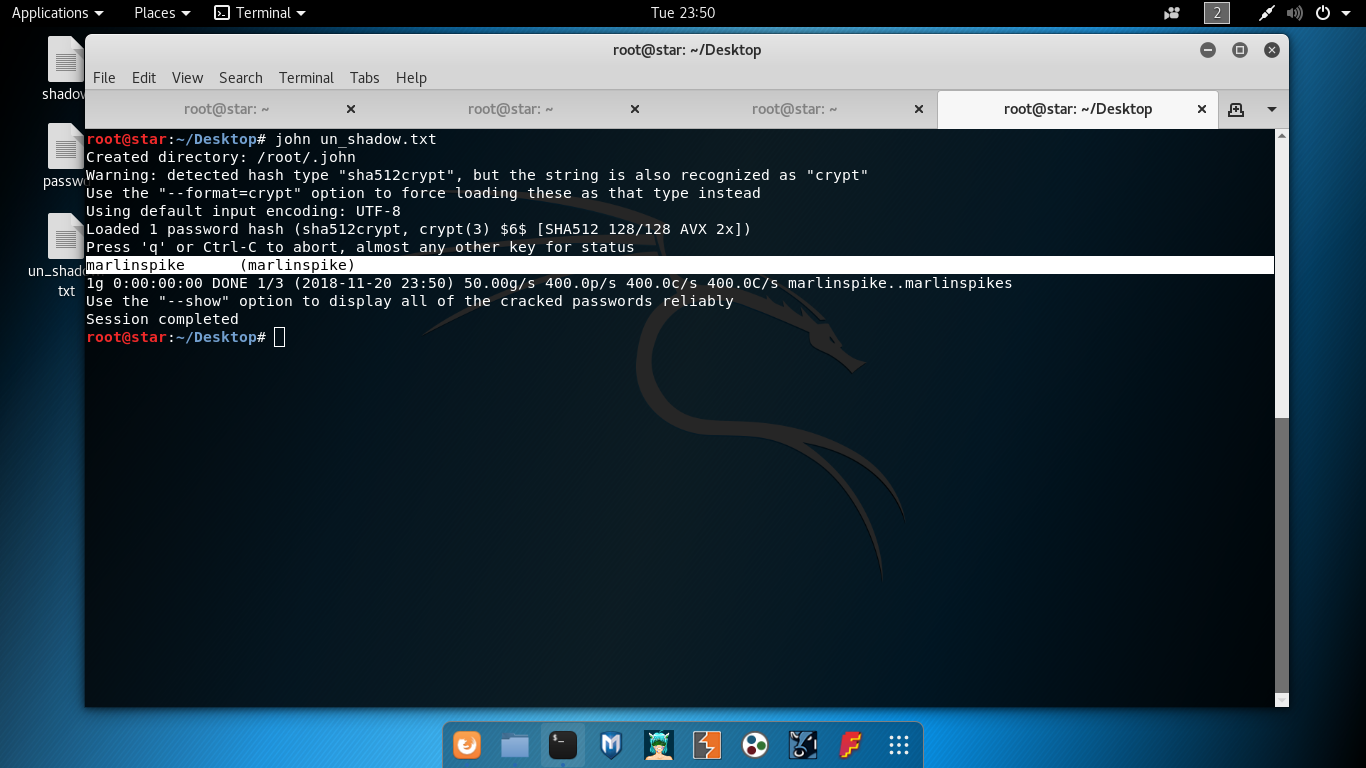 Applications Places Terminal Tue 23:50 2
root@star: ~/Desktop
File Edit View Search Terminal Tabs Help
root@star: ~ root@star: ~ root@star: ~ root@star: ~/Desktop
shadow
passw
un_shado
txt
root@star:~/Desktop# john un_shadow.txt
Created directory: /root/.john
Warning: detected hash type "sha512crypt", but the string is also recognized as "crypt"
Use the "--format=crypt" option to force loading these as that type instead
Using default input encoding: UTF-8
Loaded 1 password hash (sha512crypt, crypt(3) $6$ [SHA512 128/128 AVX 2x])
Press 'q' or Ctrl-C to abort, almost any other key for status
marlinspike      (marlinspike)
1g 0:00:00:00 DONE 1/3 (2018-11-20 23:50) 50.00g/s 400.0p/s 400.0c/s 400.0C/s marlinspike..marlinspikes
Use the "--show" option to display all of the cracked passwords reliably
Session completed
root@star:~/Desktop#